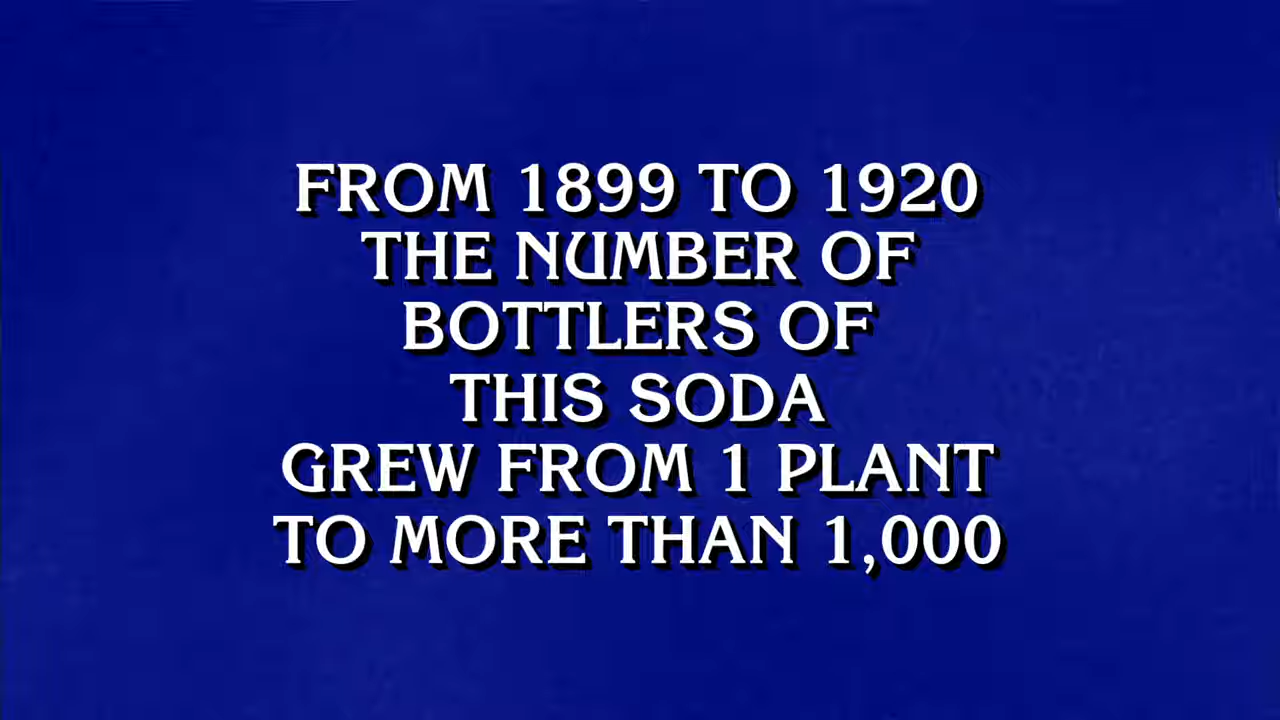 FROM 1899 TO 1920
THE NUMBER OF
BOTTLERS OF
THIS SODA
GREW FROM 1 PLANT
TO MORE THAN 1,000